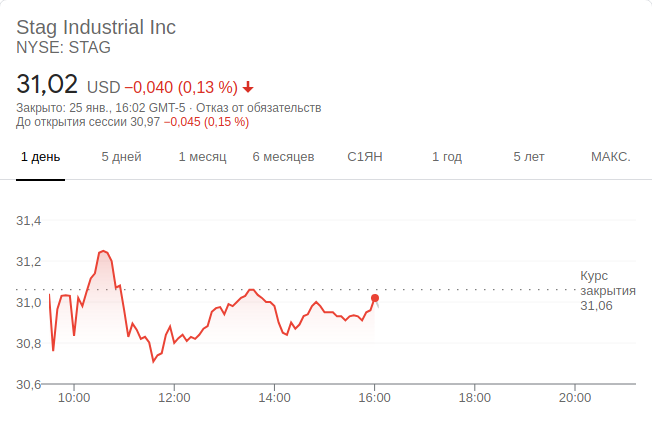 Stag Industrial Inc
NYSE: STAG
31,02 USD −0,040 (0,13 %)
Закрыто: 25 янв., 16:02 GMT-5 · Отказ от обязательств
До открытия сессии 30,97 −0,045 (0,15 %)
1 день 5 дней 1 месяц 6 месяцев С1ЯН 1 год 5 лет МАКС.
31,4
31,2
Курс
закрытия
31,06
31,0
30,8
30,6
10:00 12:00 14:00 16:00 18:00 20:00